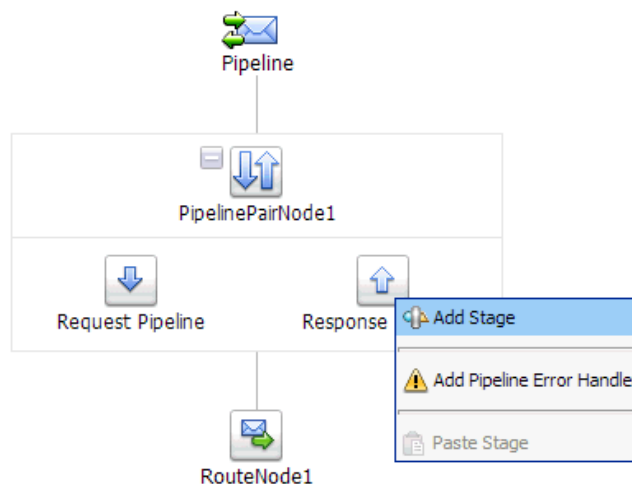 Pipeline
PipelinePairNode1
Request Pipeline
Response
Add Stage
Add Pipeline Error Handle
Paste Stage
RouteNode1